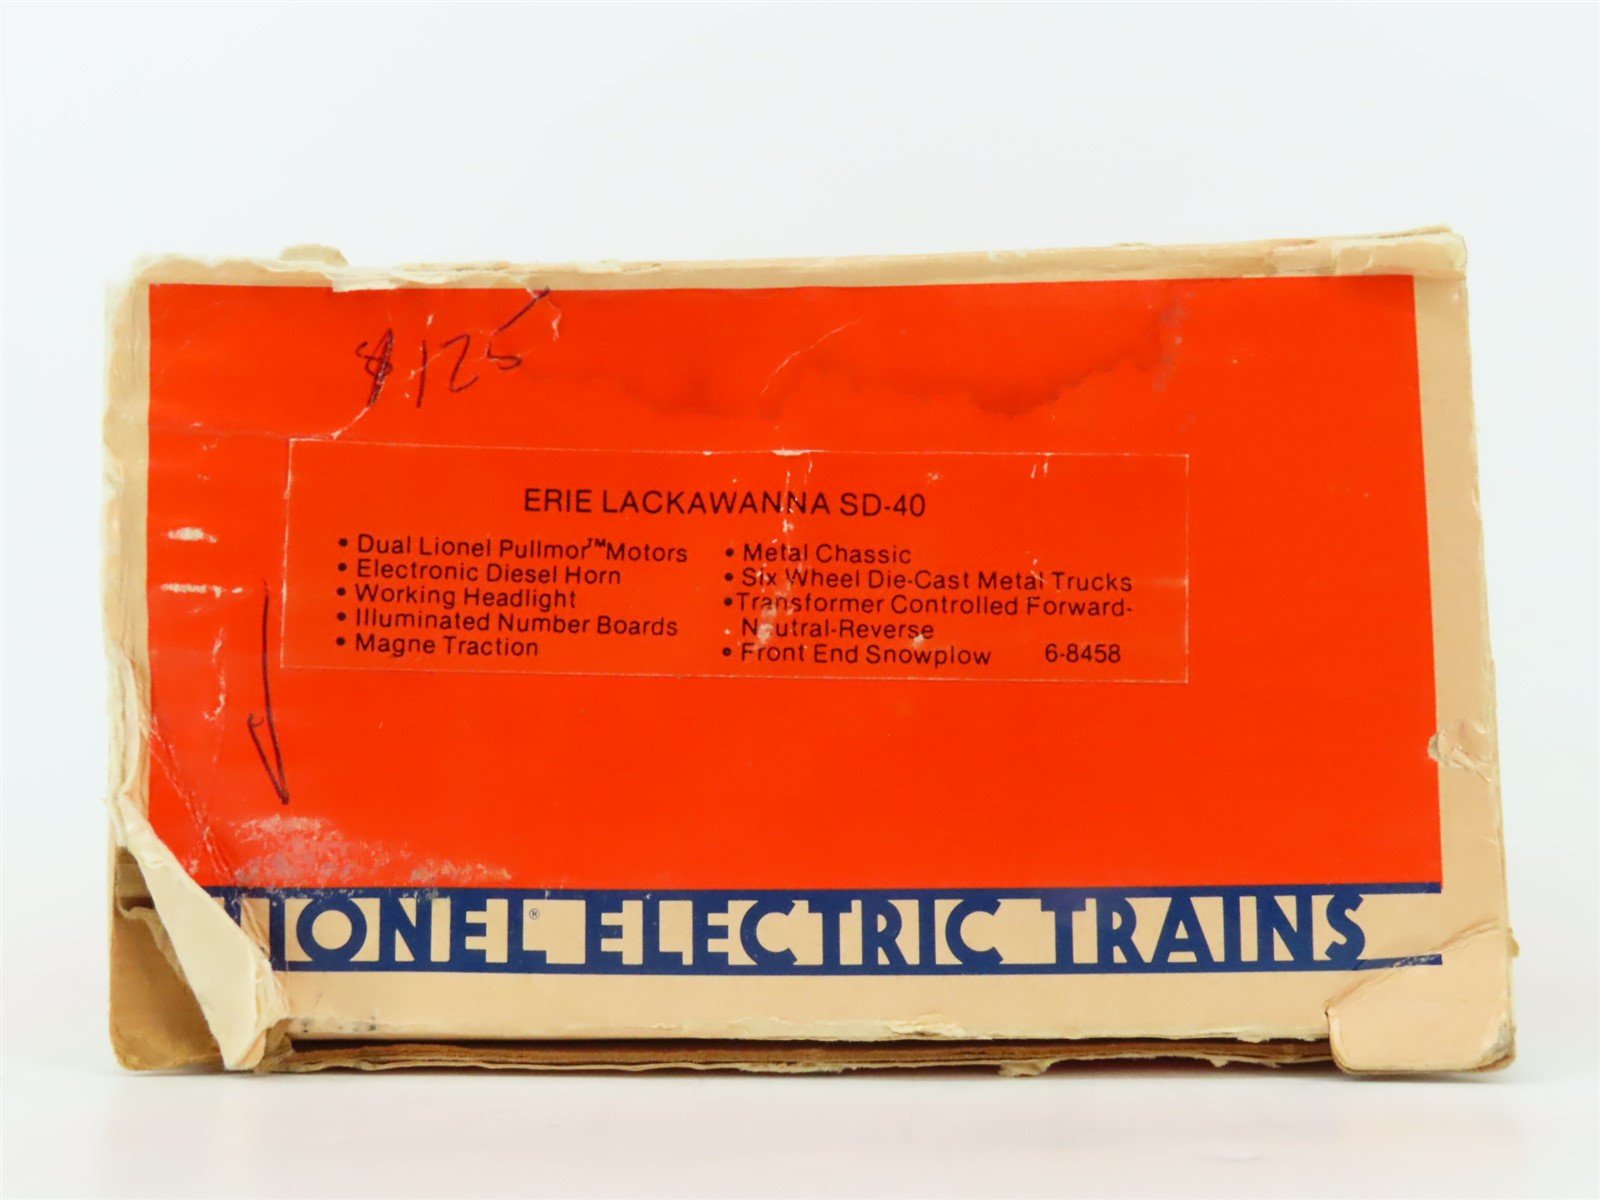 $125
ERIE LACKAWANNA SD-40
• Dual Lionel Pullmor™ Motors
• Electronic Diesel Horn
• Working Headlight
• Illuminated Number Boards
• Magne Traction
• Metal Chassic
• Six Wheel Die-Cast Metal Trucks
• Transformer Controlled Forward-
Neutral-Reverse
• Front End Snowplow 6-8458
LIONEL® ELECTRIC TRAINS